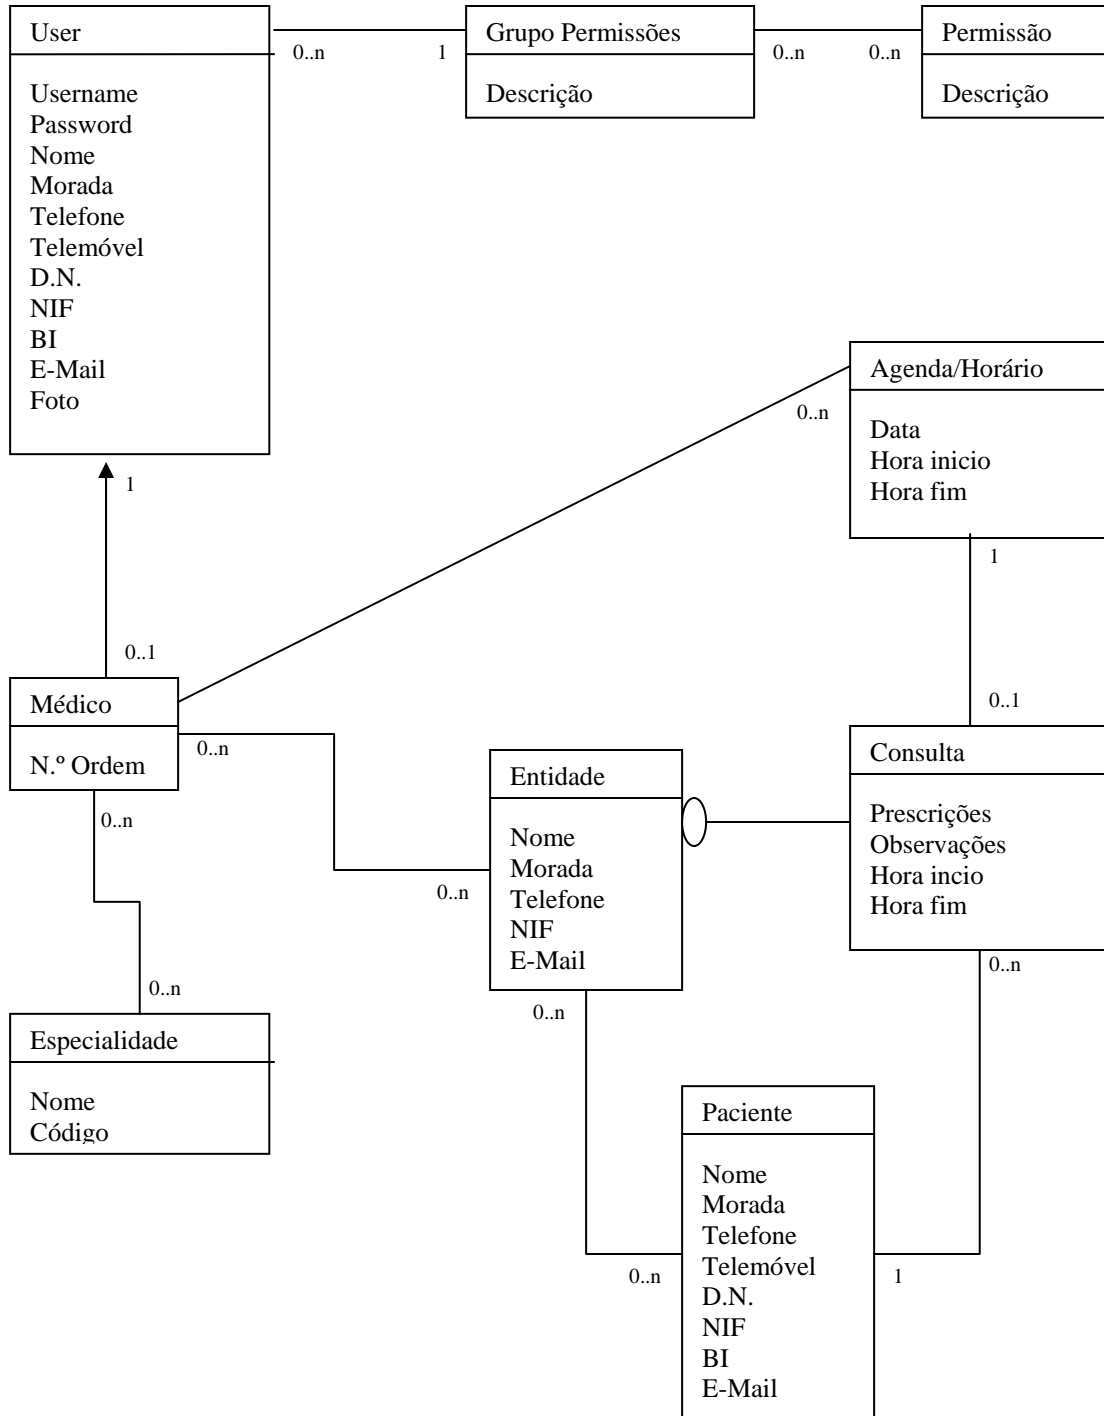 User
0..n
1
Grupo Permissões
0..n
0..n
Permissão
Username
Password
Nome
Morada
Telefone
Telemóvel
D.N.
NIF
BI
E-Mail
Foto
Descrição
Descrição
Agenda/Horário
0..n
Data
Hora inicio
Hora fim
1
1
0..1
0..1
Médico
0..n
N.º Ordem
0..n
Entidade
Nome
Morada
Telefone
NIF
E-Mail
0..n
0..n
Consulta
Prescrições
Observações
Hora incio
Hora fim
0..n
0..n
Especialidade
Nome
Código
Paciente
Nome
Morada
Telefone
Telemóvel
D.N.
NIF
BI
E-Mail
0..n
1